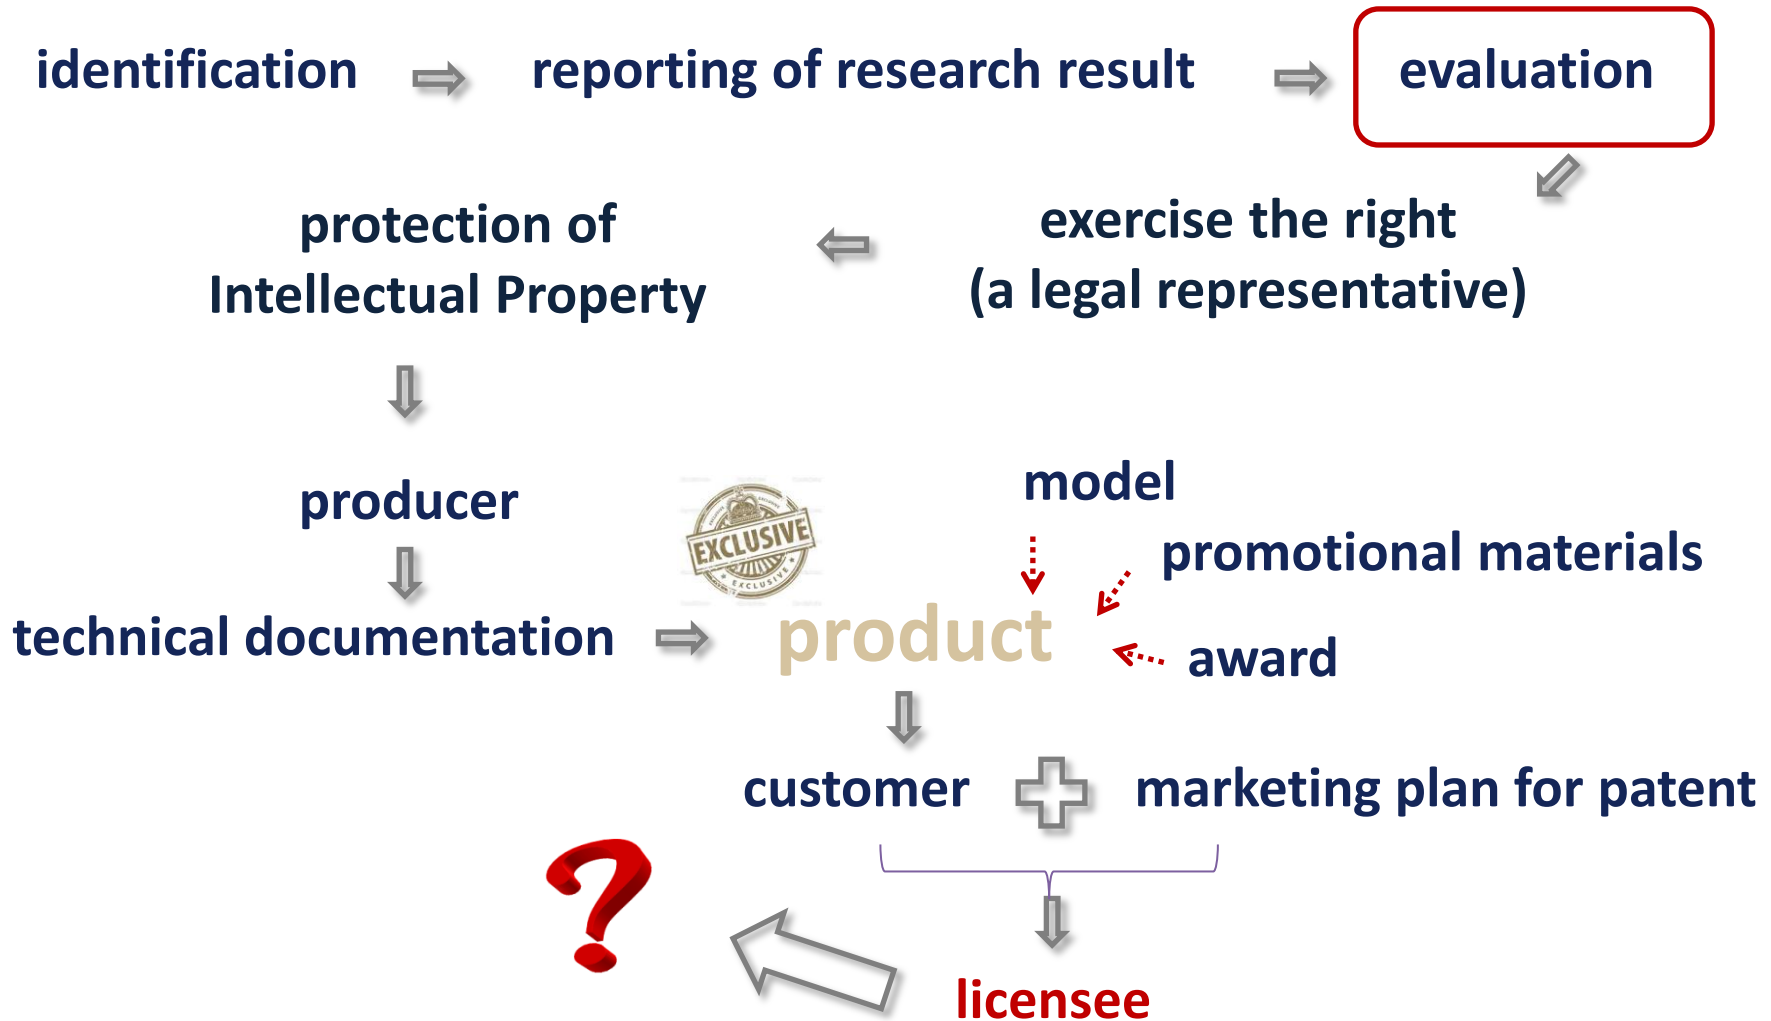 identification
reporting of research result
evaluation
protection of
Intellectual Property
exercise the right
(a legal representative)
producer
EXCLUSIVE
EXCLUSIVE
model
promotional materials
technical documentation
product
award
customer
marketing plan for patent
?
licensee